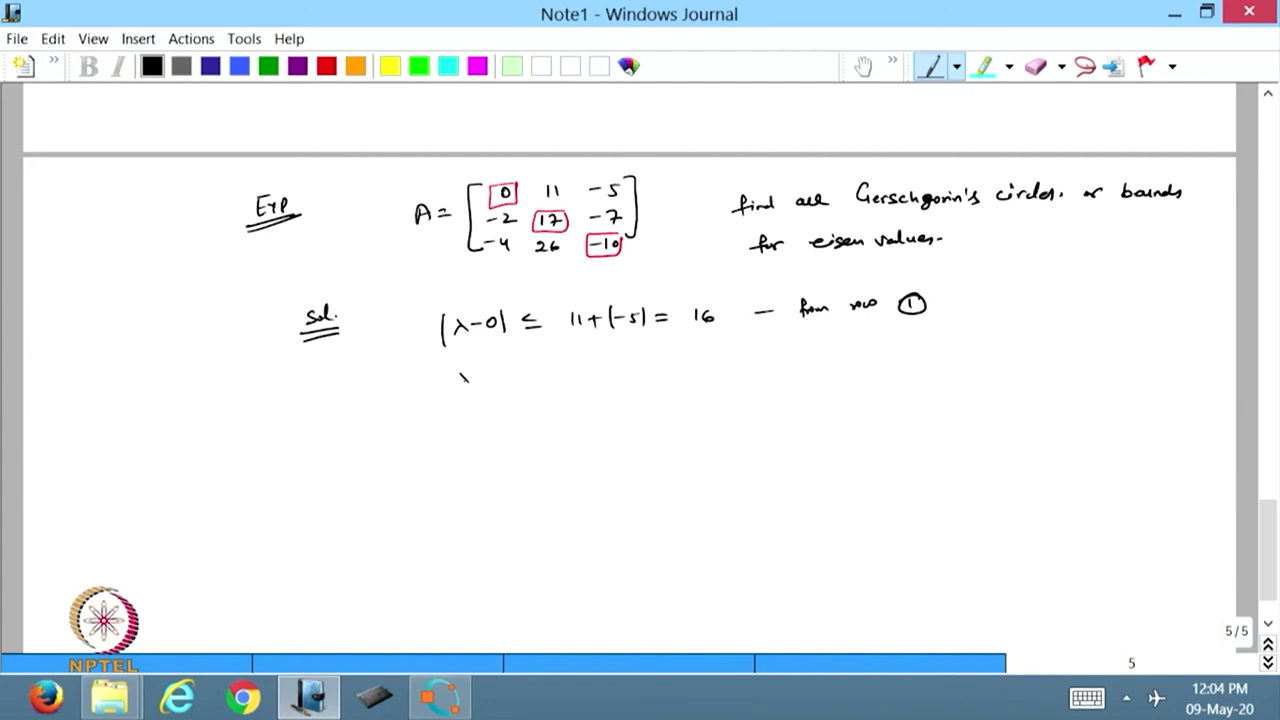 Note1 - Windows Journal
File Edit View Insert Actions Tools Help
Exp A = [ 0 11 -5 find all Gerschgorin's circles. or bounds
-2 17 -7
-4 26 -10 ] for eigen values.
Sol. |λ-0| ≤ 11+|-5| = 16 — from row ①
5 / 5
NPTEL
5
12:04 PM
09-May-20